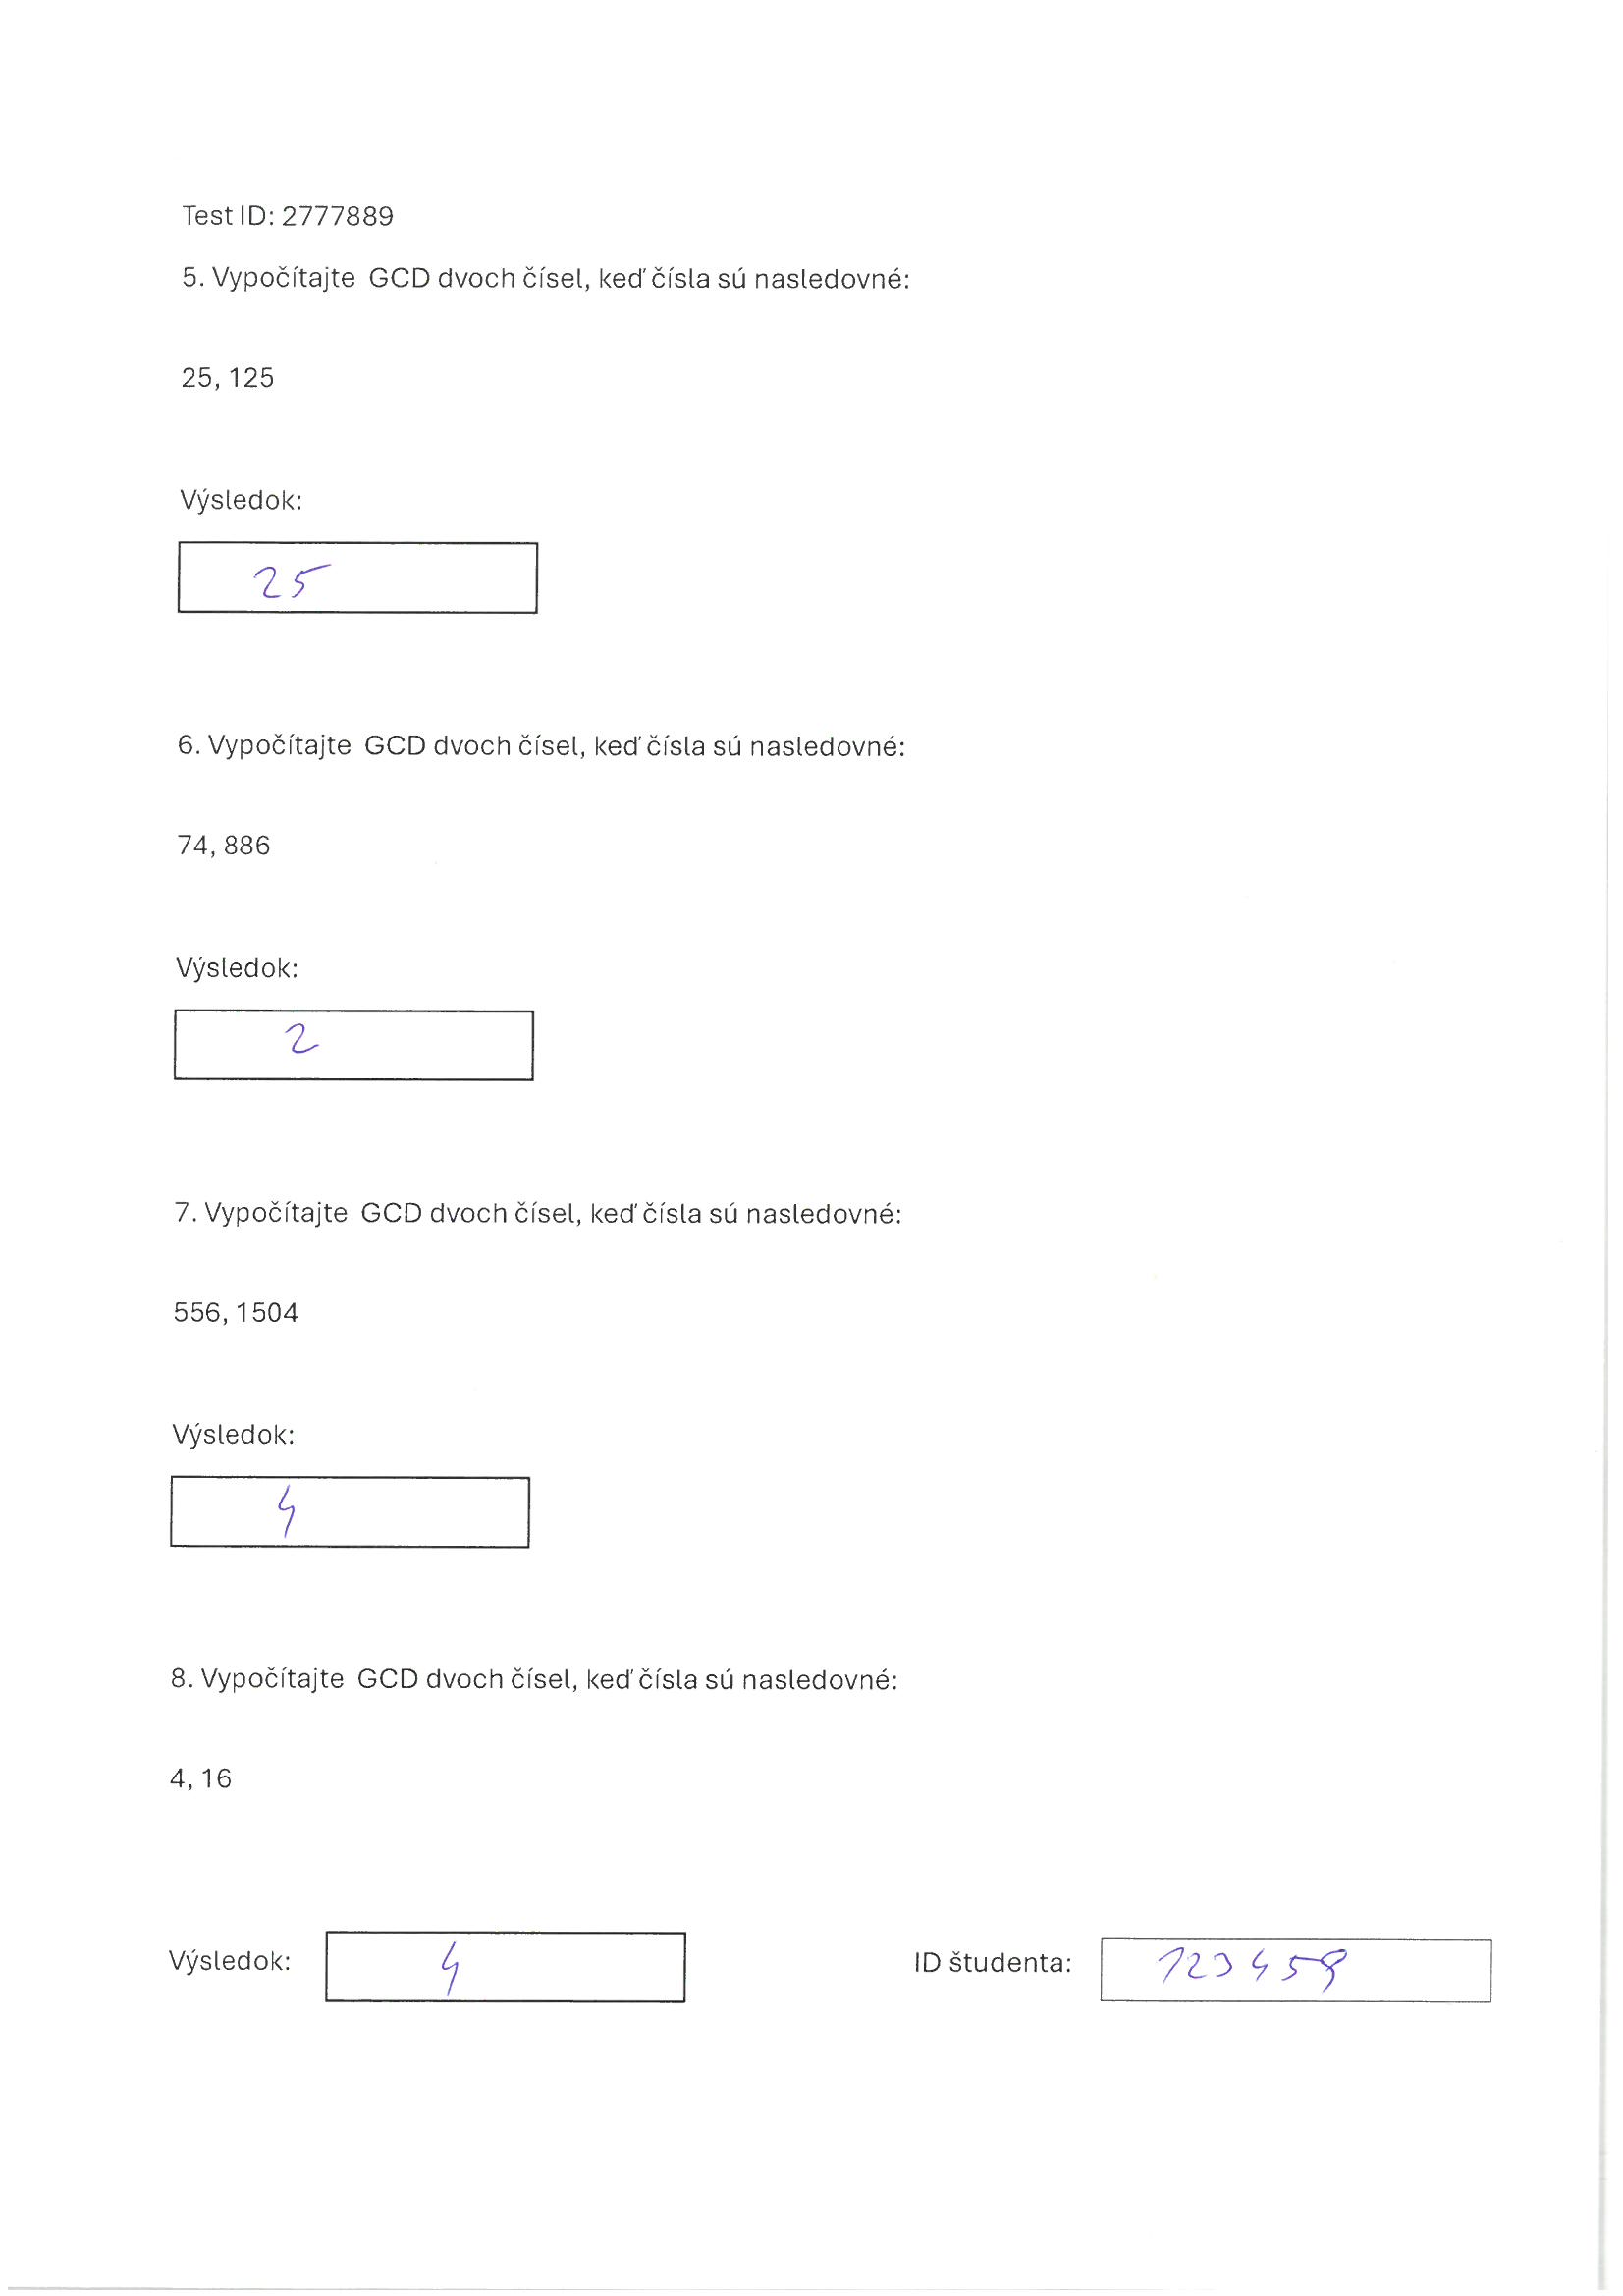 Test ID: 2777889
5. Vypočítajte GCD dvoch čísel, keď čísla sú nasledovné:
25, 125
Výsledok:
25
6. Vypočítajte GCD dvoch čísel, keď čísla sú nasledovné:
74, 886
Výsledok:
2
7. Vypočítajte GCD dvoch čísel, keď čísla sú nasledovné:
556, 1504
Výsledok:
4
8. Vypočítajte GCD dvoch čísel, keď čísla sú nasledovné:
4, 16
Výsledok: 4 ID študenta: 123459